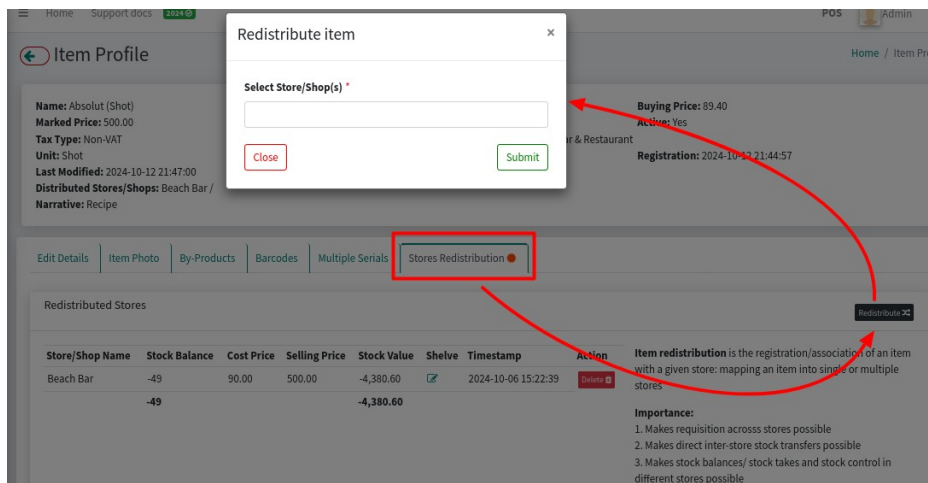 Home Support docs 2024
POS Admin
Item Profile
Home / Item Pr
Redistribute item ×
Select Store/Shop(s) *
Close Submit
Name: Absolut (Shot)
Marked Price: 500.00
Tax Type: Non-VAT
Unit: Shot
Last Modified: 2024-10-12 21:47:00
Distributed Stores/Shops: Beach Bar /
Narrative: Recipe
r & Restaurant
Buying Price: 89.40
Active: Yes
Registration: 2024-10-12 21:44:57
Edit Details Item Photo By-Products Barcodes Multiple Serials Stores Redistribution
Redistributed Stores
Redistribute
Store/Shop Name Stock Balance Cost Price Selling Price Stock Value Shelve Timestamp Action
Beach Bar -49 90.00 500.00 -4,380.60 2024-10-06 15:22:39 Delete
-49 -4,380.60
Item redistribution is the registration/association of an item
with a given store: mapping an item into single or multiple
stores
Importance:
1. Makes requisition acrosss stores possible
2. Makes direct inter-store stock transfers possible
3. Makes stock balances/ stock takes and stock control in
different stores possible